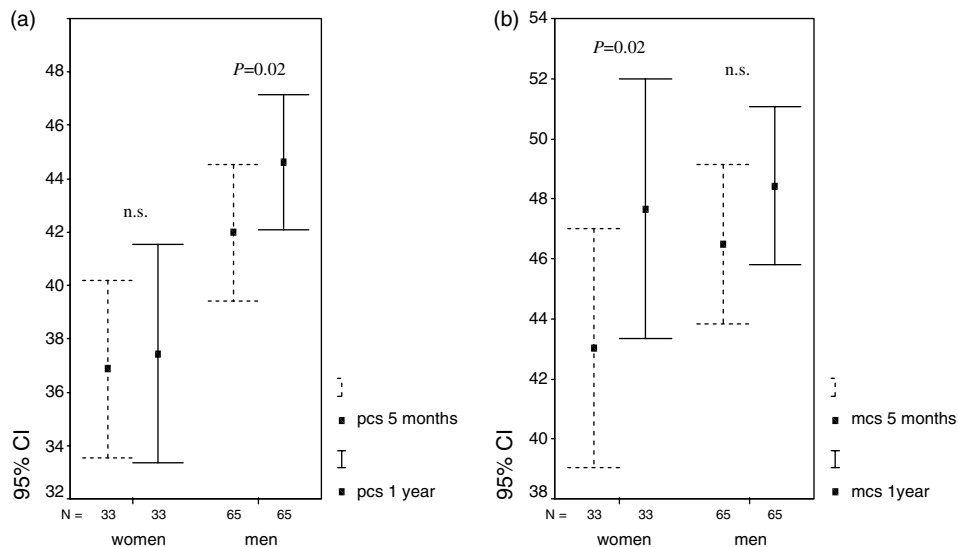 (a)
48
46
44
42
40
38
36
34
32
95% CI
P=0.02
n.s.
pcs 5 months
pcs 1 year
N = 33 33 65 65
women men
(b)
54
52
50
48
46
44
42
40
38
95% CI
P=0.02
n.s.
mcs 5 months
mcs 1year
N = 33 33 65 65
women men